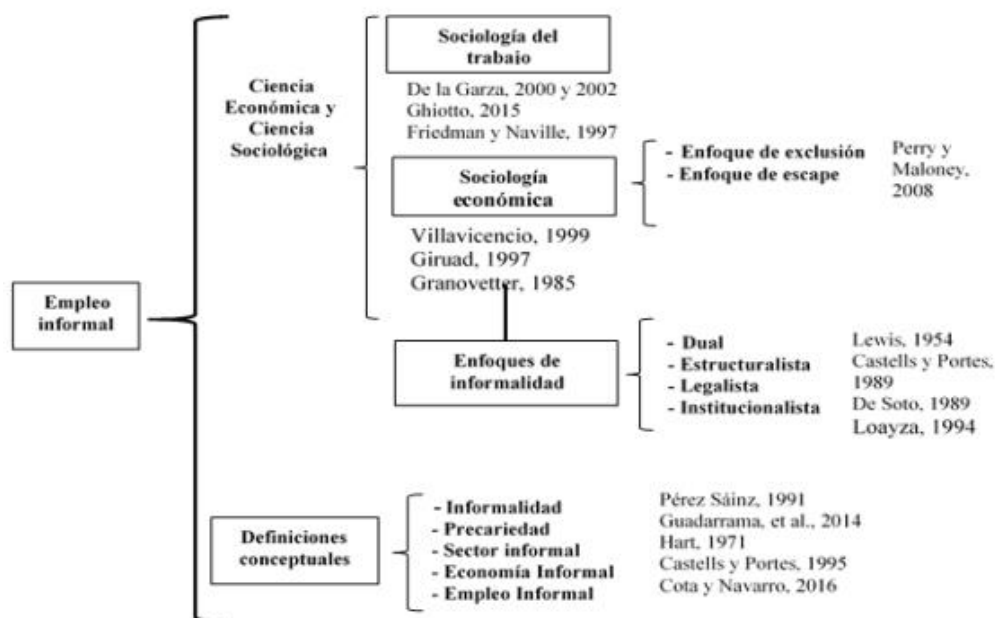 Empleo
informal
Ciencia
Económica y
Ciencia
Sociológica
Sociología del
trabajo
De la Garza, 2000 y 2002
Ghiotto, 2015
Friedman y Naville, 1997
Sociología
económica
- Enfoque de exclusión
- Enfoque de escape
Perry y
Maloney,
2008
Villavicencio, 1999
Giruad, 1997
Granovetter, 1985
Enfoques de
informalidad
- Dual
- Estructuralista
- Legalista
- Institucionalista
Lewis, 1954
Castells y Portes,
1989
De Soto, 1989
Loayza, 1994
Definiciones
conceptuales
- Informalidad
- Precariedad
- Sector informal
- Economía Informal
- Empleo Informal
Pérez Sáinz, 1991
Guadarrama, et al., 2014
Hart, 1971
Castells y Portes, 1995
Cota y Navarro, 2016